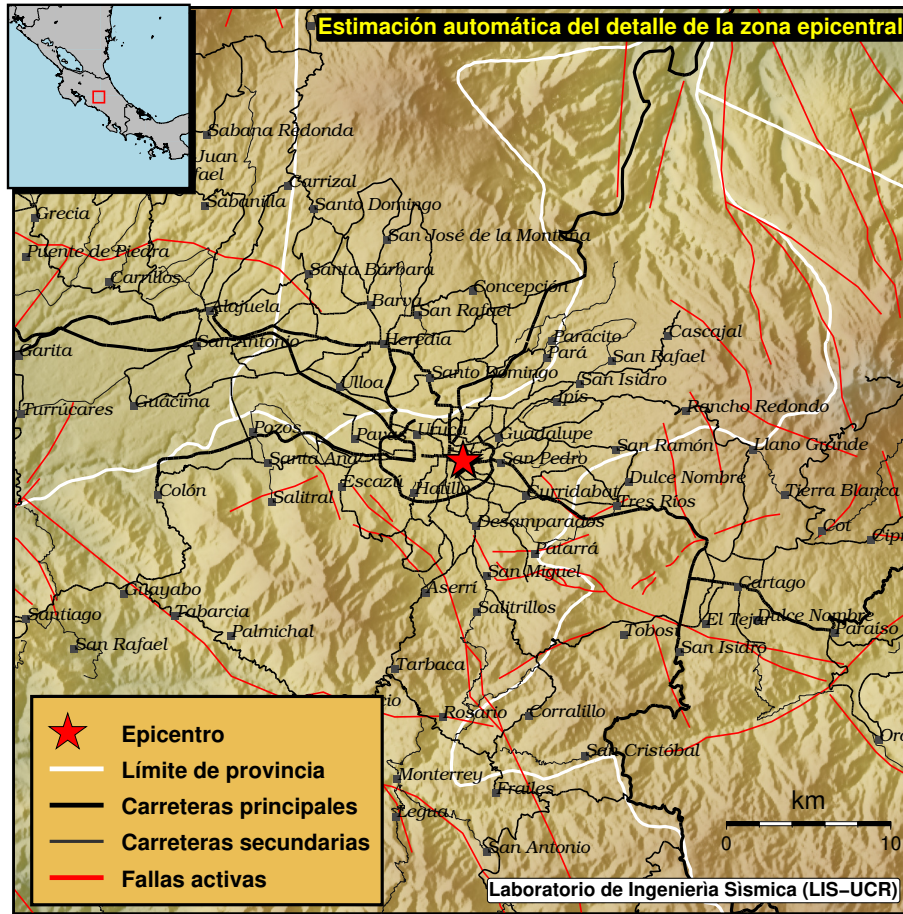 Estimación automática del detalle de la zona epicentral
Sabana Redonda
Juan
fael
Carrizal
Sabanilla
Santo Domingo
Grecia
San José de la Montaña
Puente de Piedra
Santa Bárbara
Carrillos
Concepción
Barva
Alajuela
San Rafael
Cascajal
Paracito
San Antonio
Heredia
Pará
Garita
San Rafael
Santo Domingo
San Isidro
Ulloa
Ipís
Guácima
Turrúcares
Rancho Redondo
Pozos
Pavas
Uruca
Guadalupe
San Ramón
Llano Grande
Santa Ana
San Pedro
Escazú
Dulce Nombre
Colón
Hatillo
Curridabat
Tierra Blanca
Salitral
Tres Rios
Desamparados
Cot
Cipr
Patarrá
San Miguel
Guayabo
Aserrí
Cartago
Santiago
Tabarcia
Salitrillos
El Tejar
Dulce Nombre
Palmichal
Tobosi
Paraíso
San Rafael
San Isidro
Tarbaca
cio
Rosario
Corralillo
Oro
San Cristóbal
Monterrey
Frailes
Legua
San Antonio
Epicentro
Límite de provincia
Carreteras principales
Carreteras secundarias
Fallas activas
km
0
10
Laboratorio de Ingenierìa Sìsmica (LIS−UCR)